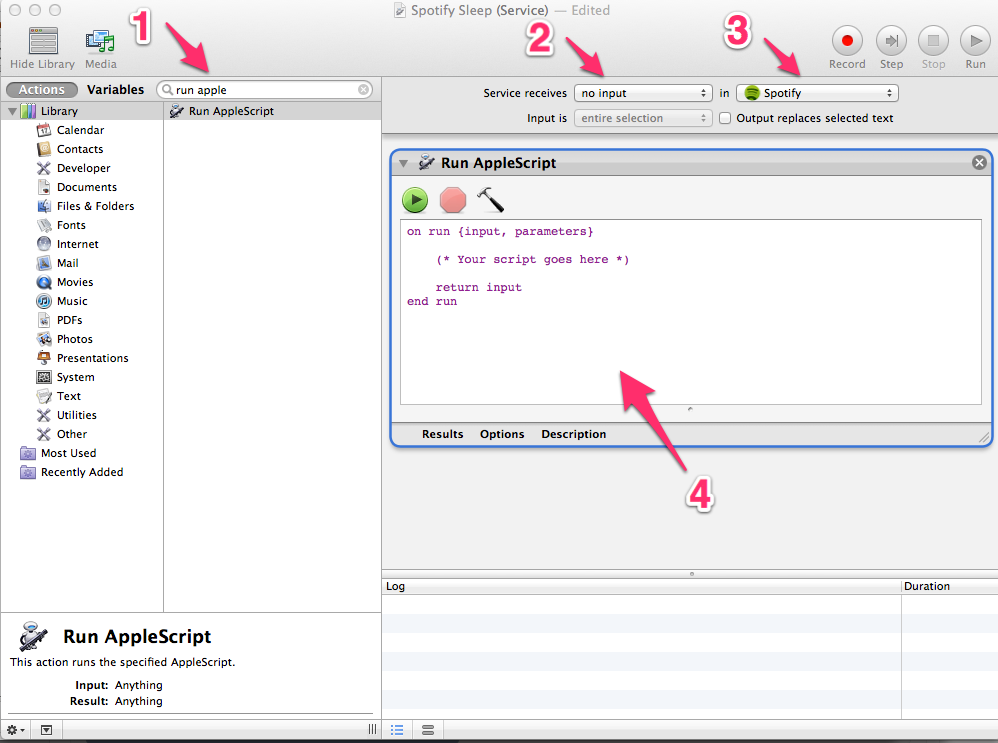 Spotify Sleep (Service) — Edited
1
2
3
Hide Library
Media
Record
Step
Stop
Run
Actions
Variables
run apple
Service receives
no input
in
Spotify
Input is
entire selection
Output replaces selected text
Library
Calendar
Contacts
Developer
Documents
Files & Folders
Fonts
Internet
Mail
Movies
Music
PDFs
Photos
Presentations
System
Text
Utilities
Other
Most Used
Recently Added
Run AppleScript
Run AppleScript
on run {input, parameters}
(* Your script goes here *)
return input
end run
Results
Options
Description
4
Log
Duration
Run AppleScript
This action runs the specified AppleScript.
Input: Anything
Result: Anything